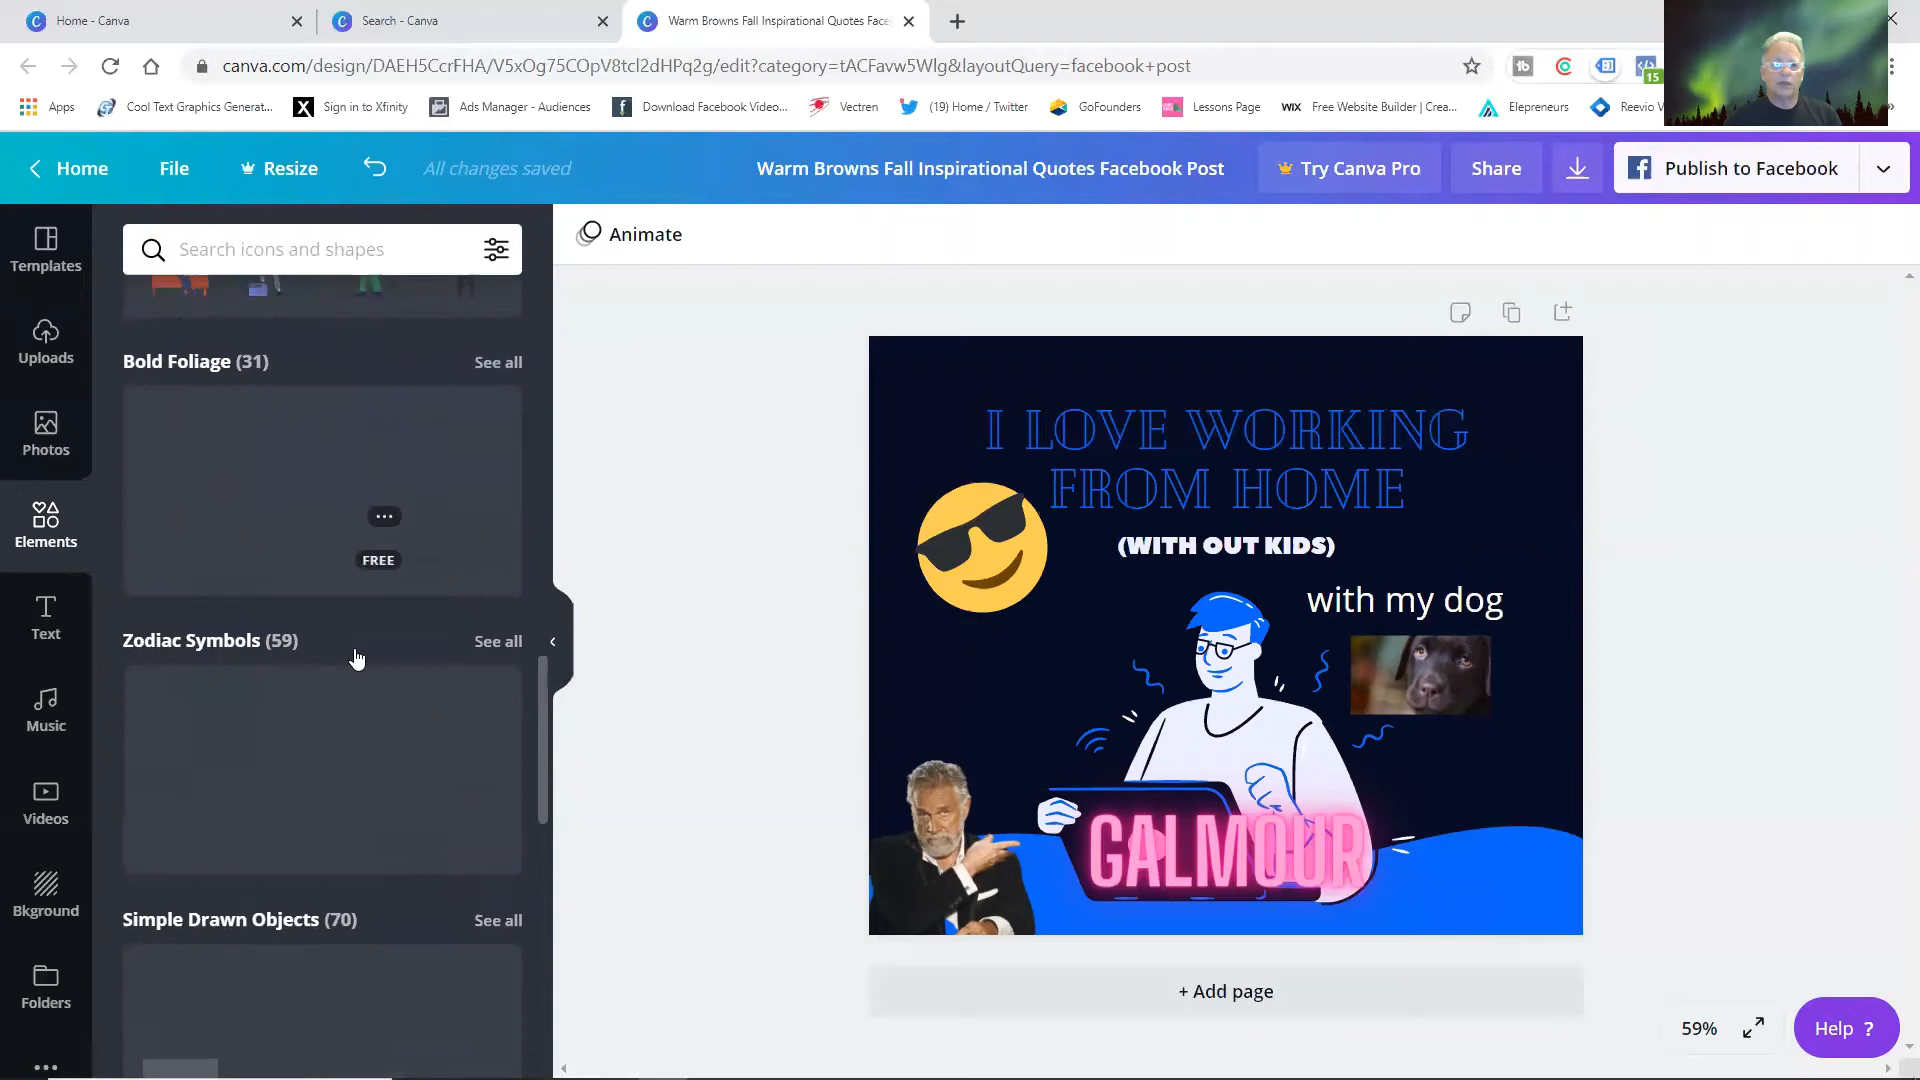 Home - Canva
Search - Canva
Warm Browns Fall Inspirational Quotes Face
canva.com/design/DAEH5CcrFHA/V5xOg75COpV8tcl2dHPq2g/edit?category=tACFavw5Wlg&layoutQuery=facebook+post
15
Apps
Cool Text Graphics Generat...
Sign in to Xfinity
Ads Manager - Audiences
Download Facebook Video...
Vectren
(19) Home / Twitter
GoFounders
Lessons Page
WIX
Free Website Builder | Crea...
Elepreneurs
Reevio V
Home
File
Resize
All changes saved
Warm Browns Fall Inspirational Quotes Facebook Post
Try Canva Pro
Share
Publish to Facebook
Templates
Uploads
Photos
Elements
Text
Music
Videos
Bkground
Folders
Search icons and shapes
Bold Foliage (31)
See all
FREE
Zodiac Symbols (59)
See all
Simple Drawn Objects (70)
See all
Animate
I LOVE WORKING
FROM HOME
(WITH OUT KIDS)
with my dog
GALMOUR
+ Add page
59%
Help ?